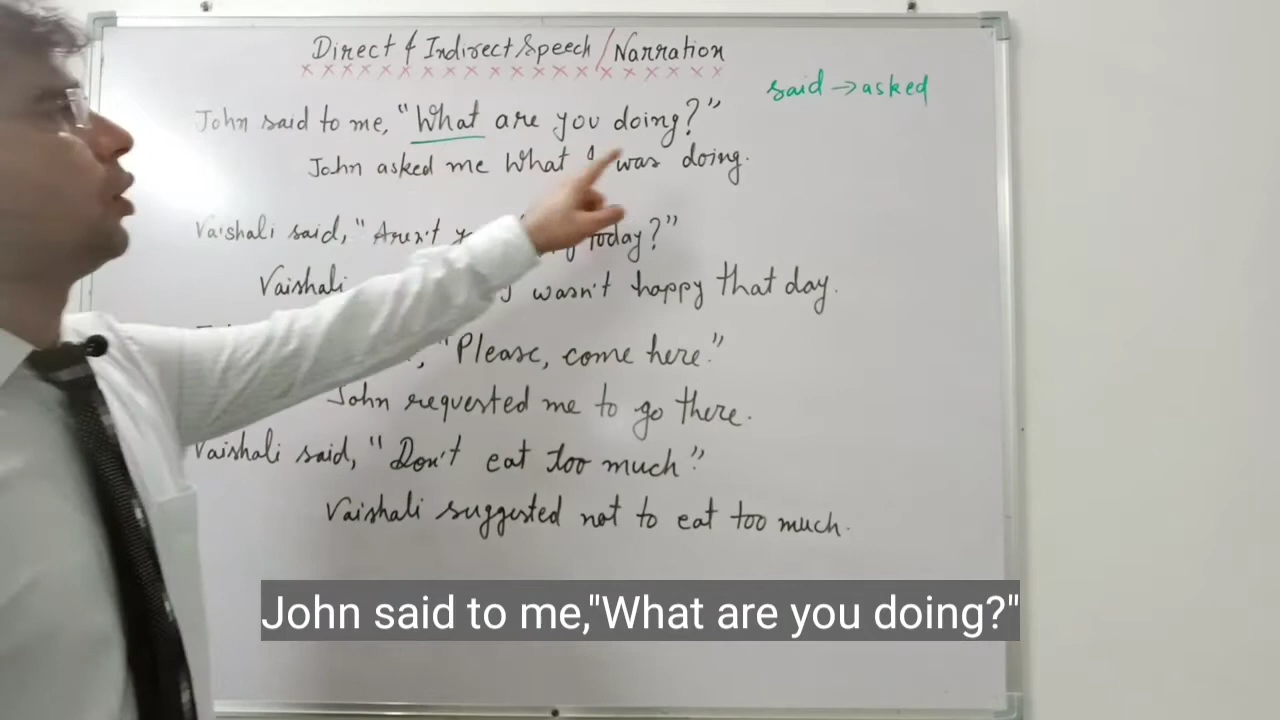 Direct & Indirect Speech/Narration
xxxxxxxxxxxxxxxxxxxxxx
said → asked
John said to me, "What are you doing?"
John asked me What I was doing.
Vaishali said, "Aren't today?"
Vaishali I wasn't happy that day.
"Please, come here."
John requested me to go there.
Vaishali said, "Don't eat too much"
Vaishali suggested not to eat too much.
John said to me,"What are you doing?"